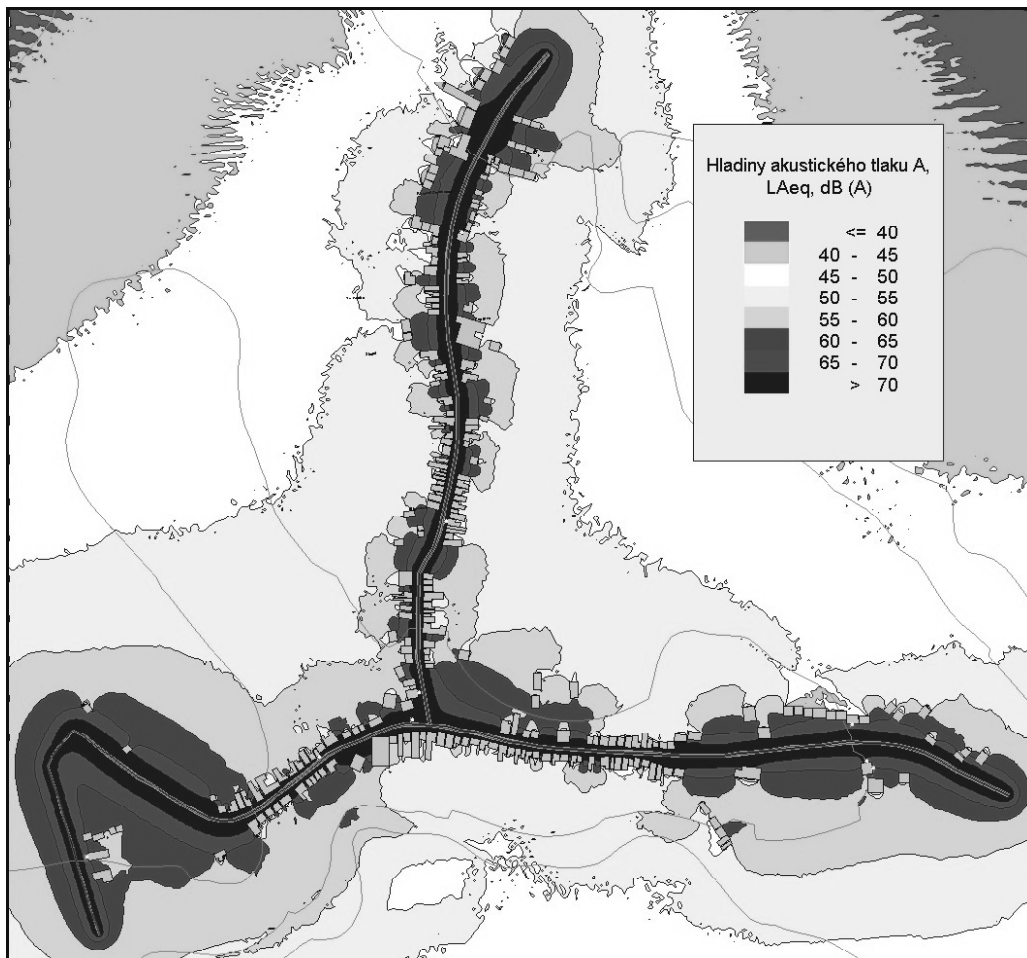 Hladiny akustického tlaku A,
LAeq, dB (A)
<= 40
40 - 45
45 - 50
50 - 55
55 - 60
60 - 65
65 - 70
> 70